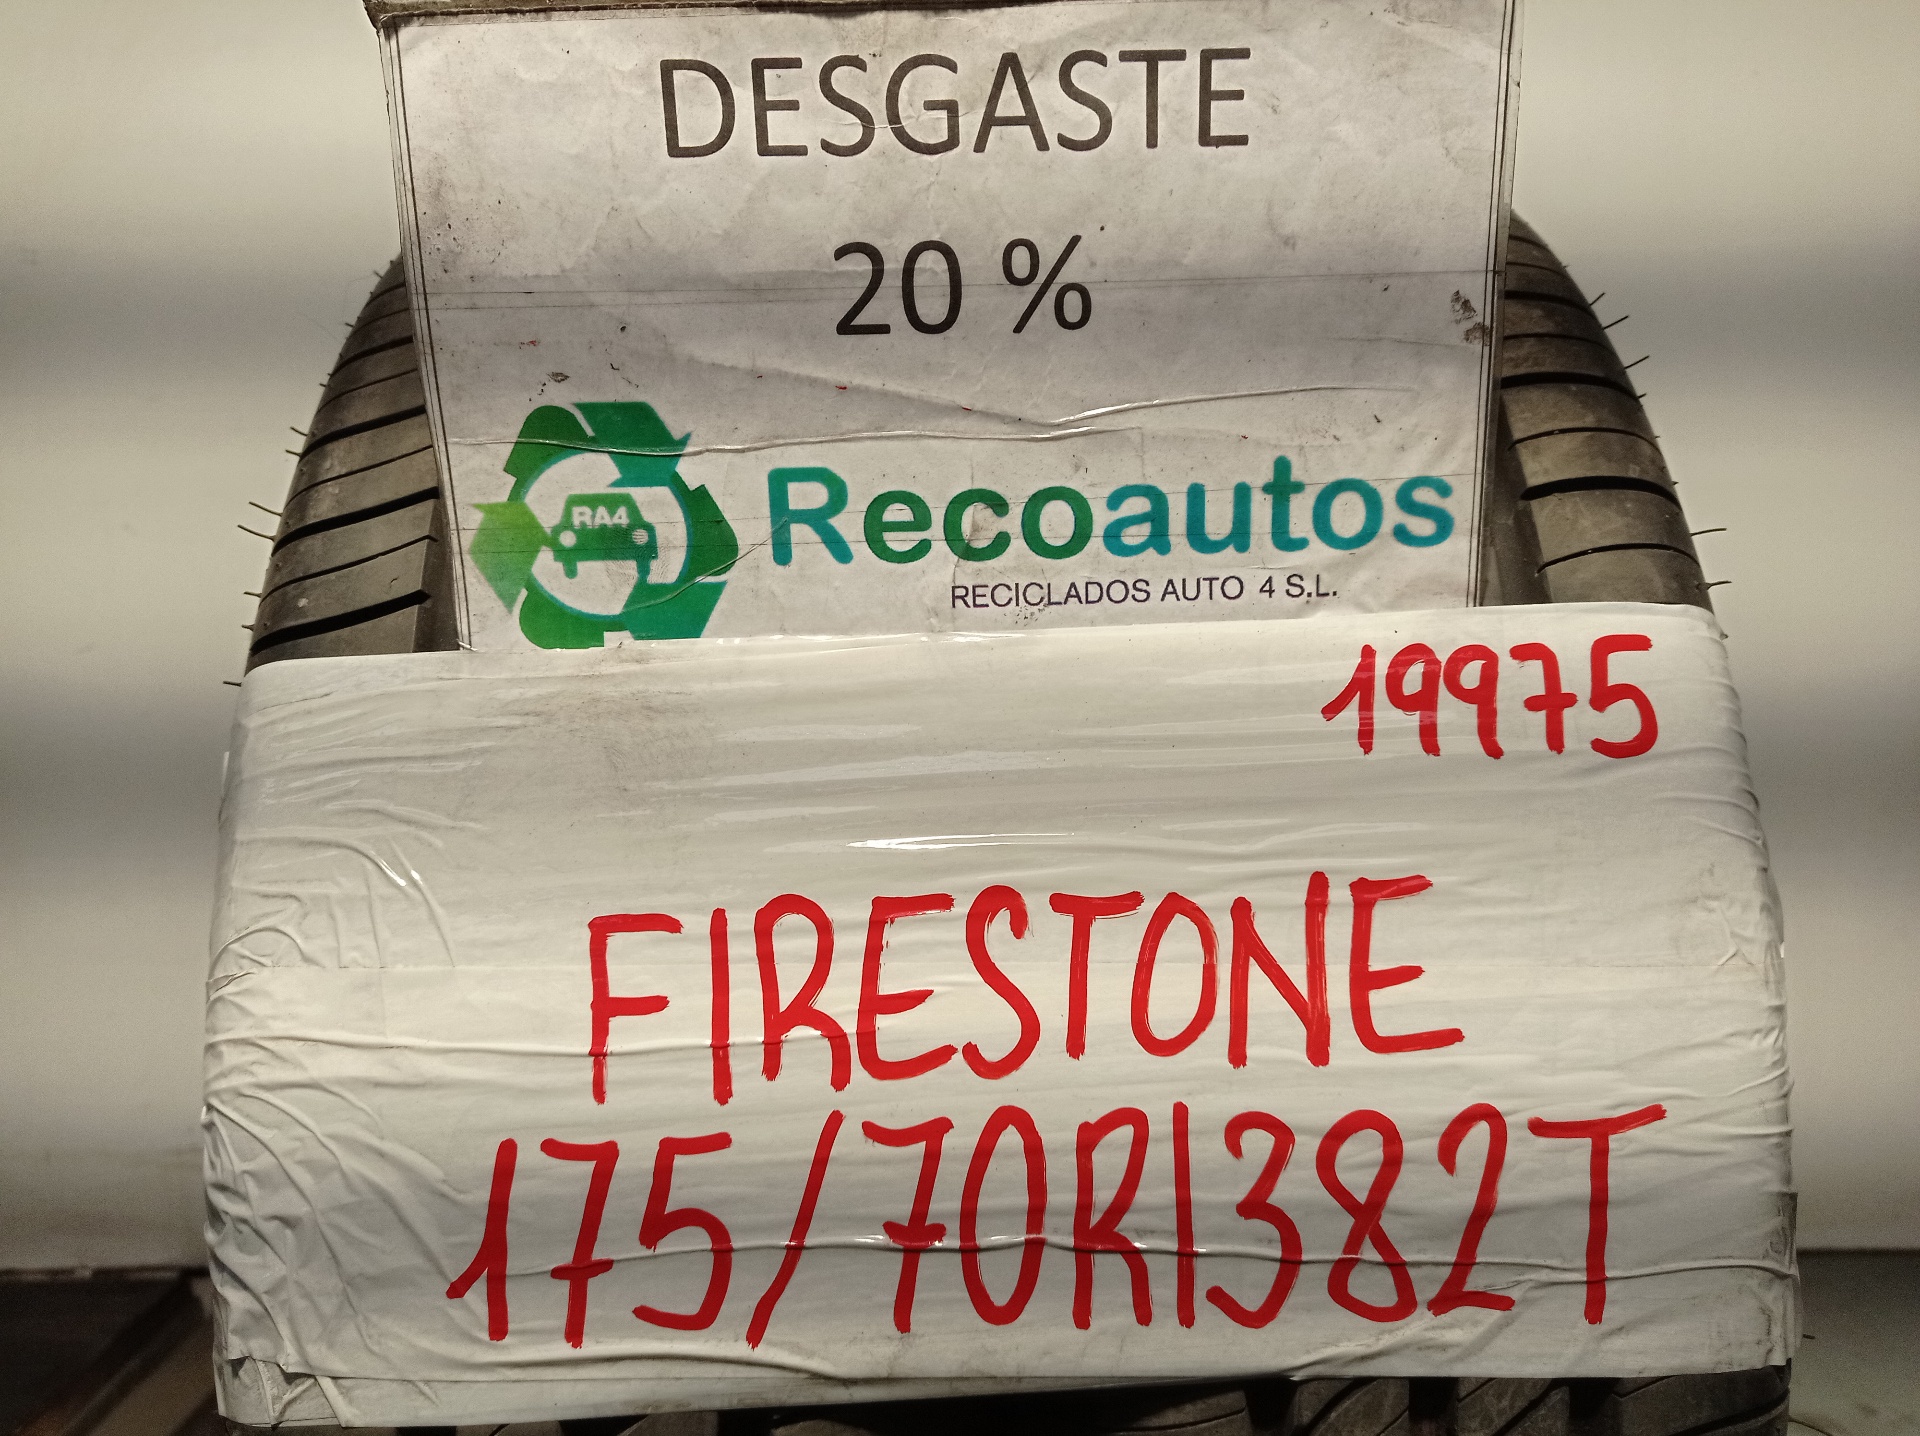 DESGASTE
20 %
RA4
Recoautos
RECICLADOS AUTO 4 S.L.
19975
FIRESTONE
175/70R1382T